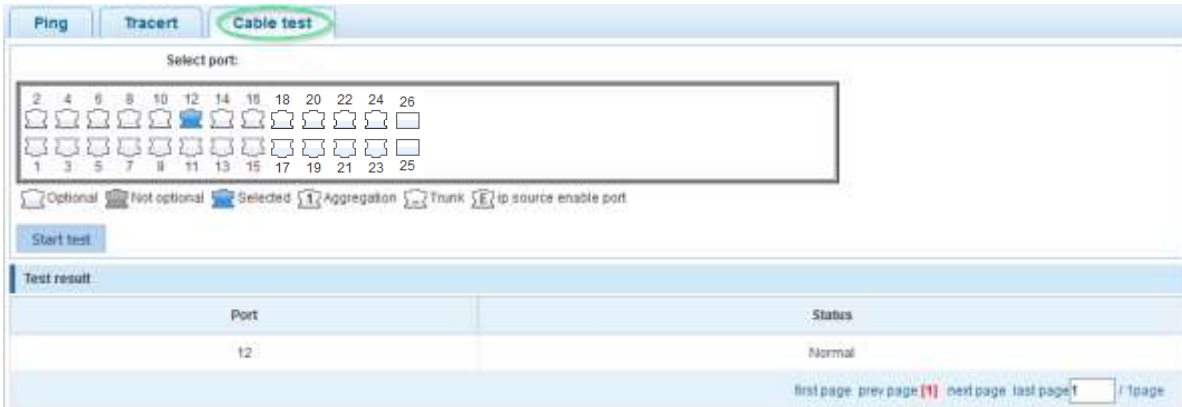 Ping Tracert Cable test
Select port:
2 4 6 8 10 12 14 16 18 20 22 24 26
1 3 5 7 9 11 13 15 17 19 21 23 25
Optional Not optional Selected 1 Aggregation Trunk E ip source enable port
Start test
Test result
Port Status
12 Normal
first page prev page [1] next page last page 1 / 1page